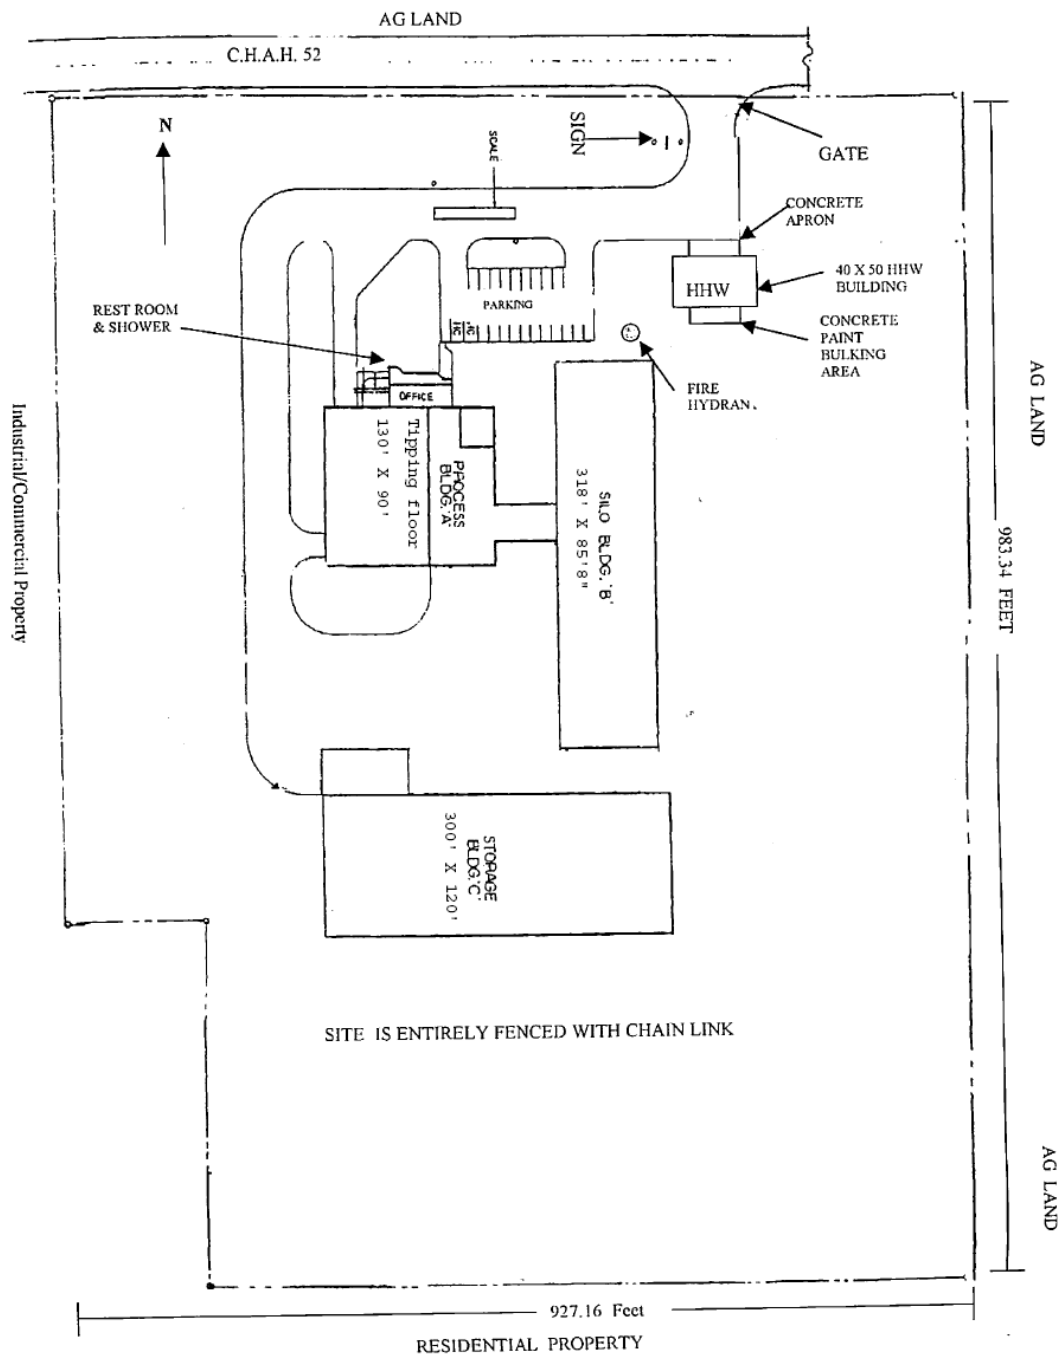 AG LAND
C.H.A.H. 52
N
SIGN
SCALE
GATE
CONCRETE
APRON
40 X 50 HHW
BUILDING
HHW
CONCRETE
PAINT
BULKING
AREA
PARKING
HC
HC
REST ROOM
& SHOWER
FIRE
HYDRAN
OFFICE
Tipping floor
130' X 90'
PROCESS
BLDG.'A'
SILO BLDG. 'B'
318' X 85'8"
AG LAND
983.34 FEET
Industrial/Commercial Property
STORAGE
BLDG.'C'
300' X 120'
SITE IS ENTIRELY FENCED WITH CHAIN LINK
AG LAND
927.16 Feet
RESIDENTIAL PROPERTY